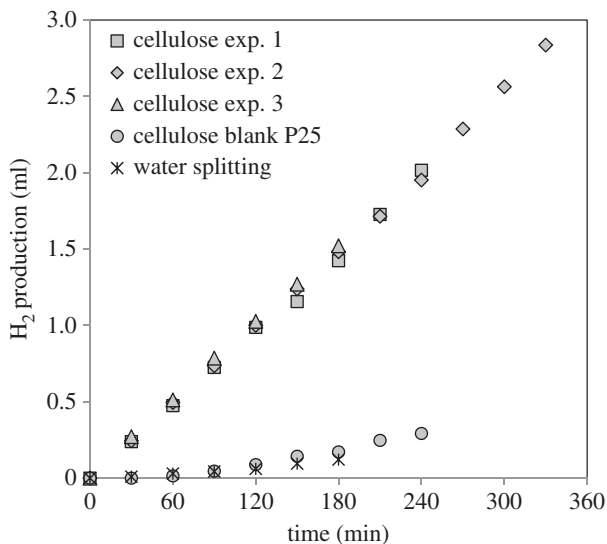 3.0
2.5
2.0
1.5
1.0
0.5
0
H2 production (ml)
cellulose exp. 1
cellulose exp. 2
cellulose exp. 3
cellulose blank P25
water splitting
0 60 120 180 240 300 360
time (min)